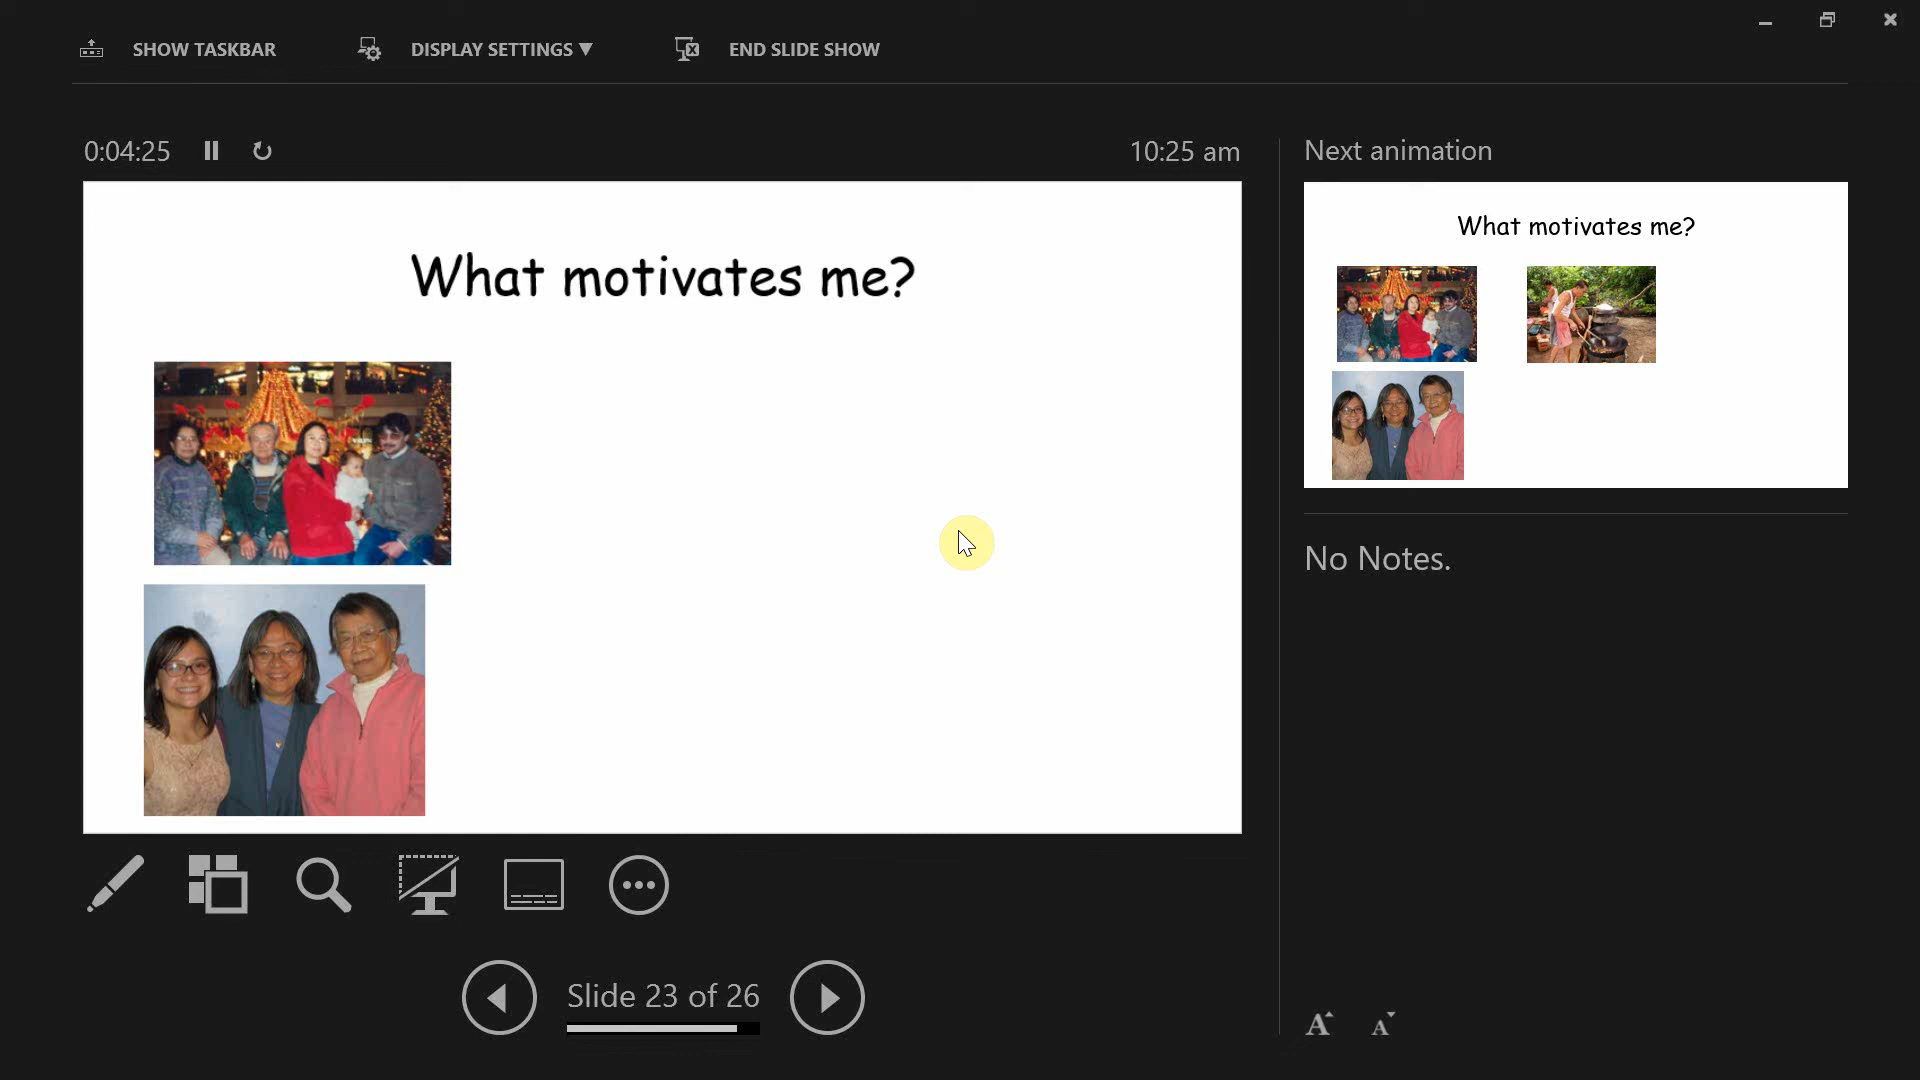 SHOW TASKBAR
DISPLAY SETTINGS ▼
END SLIDE SHOW
0:04:25
10:25 am
What motivates me?
Slide 23 of 26
Next animation
What motivates me?
No Notes.
A
A